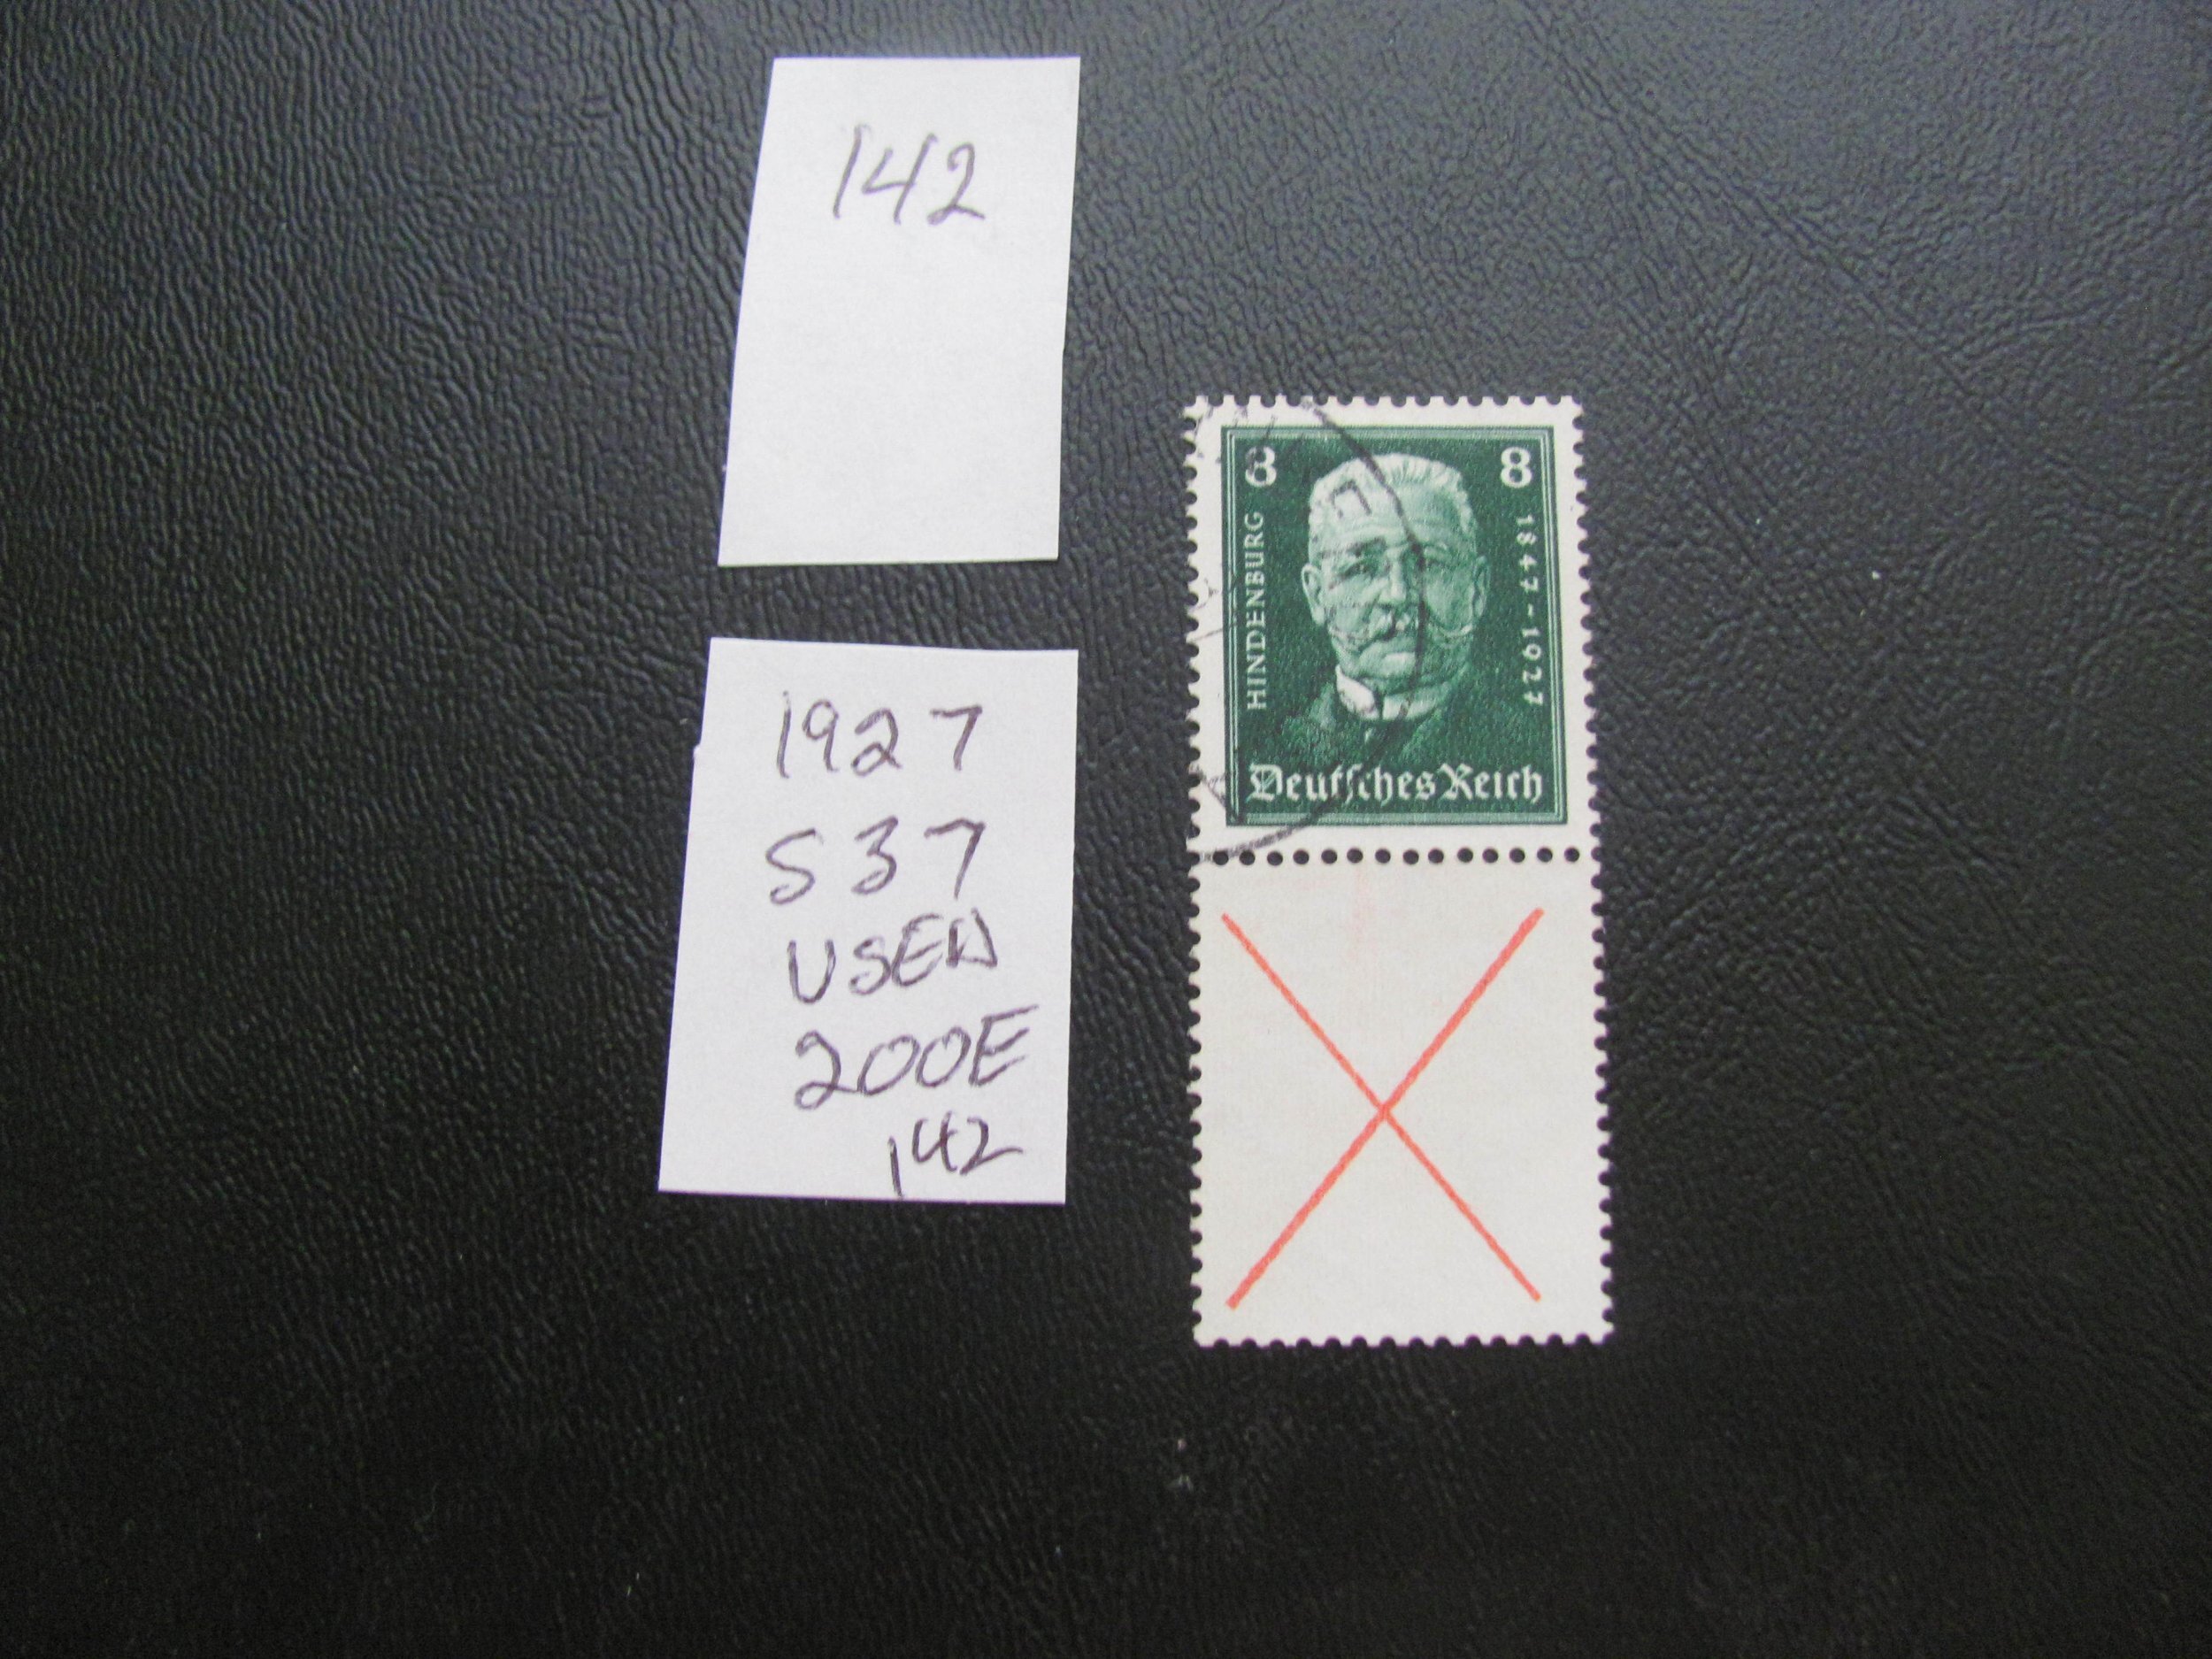 142
1927
S37
USED
200E
142
8 8
HINDENBURG
1847-1927
Deutsches Reich